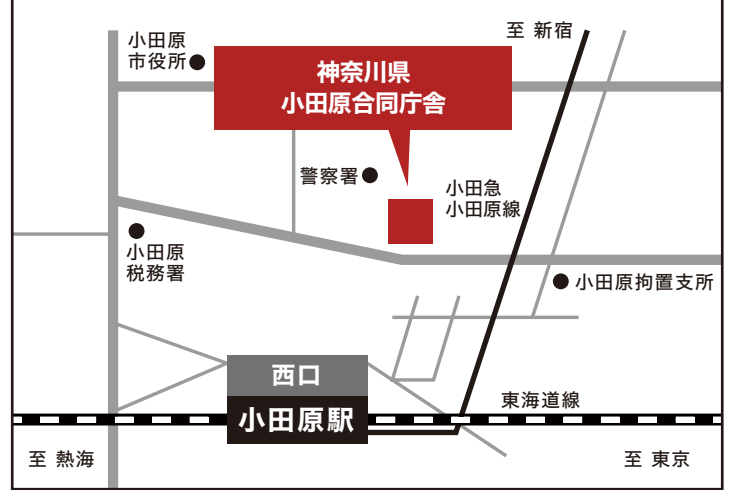 至 新宿
小田原
市役所
神奈川県
小田原合同庁舎
警察署
小田急
小田原線
小田原
税務署
小田原拘置支所
西口
小田原駅
東海道線
至 熱海
至 東京